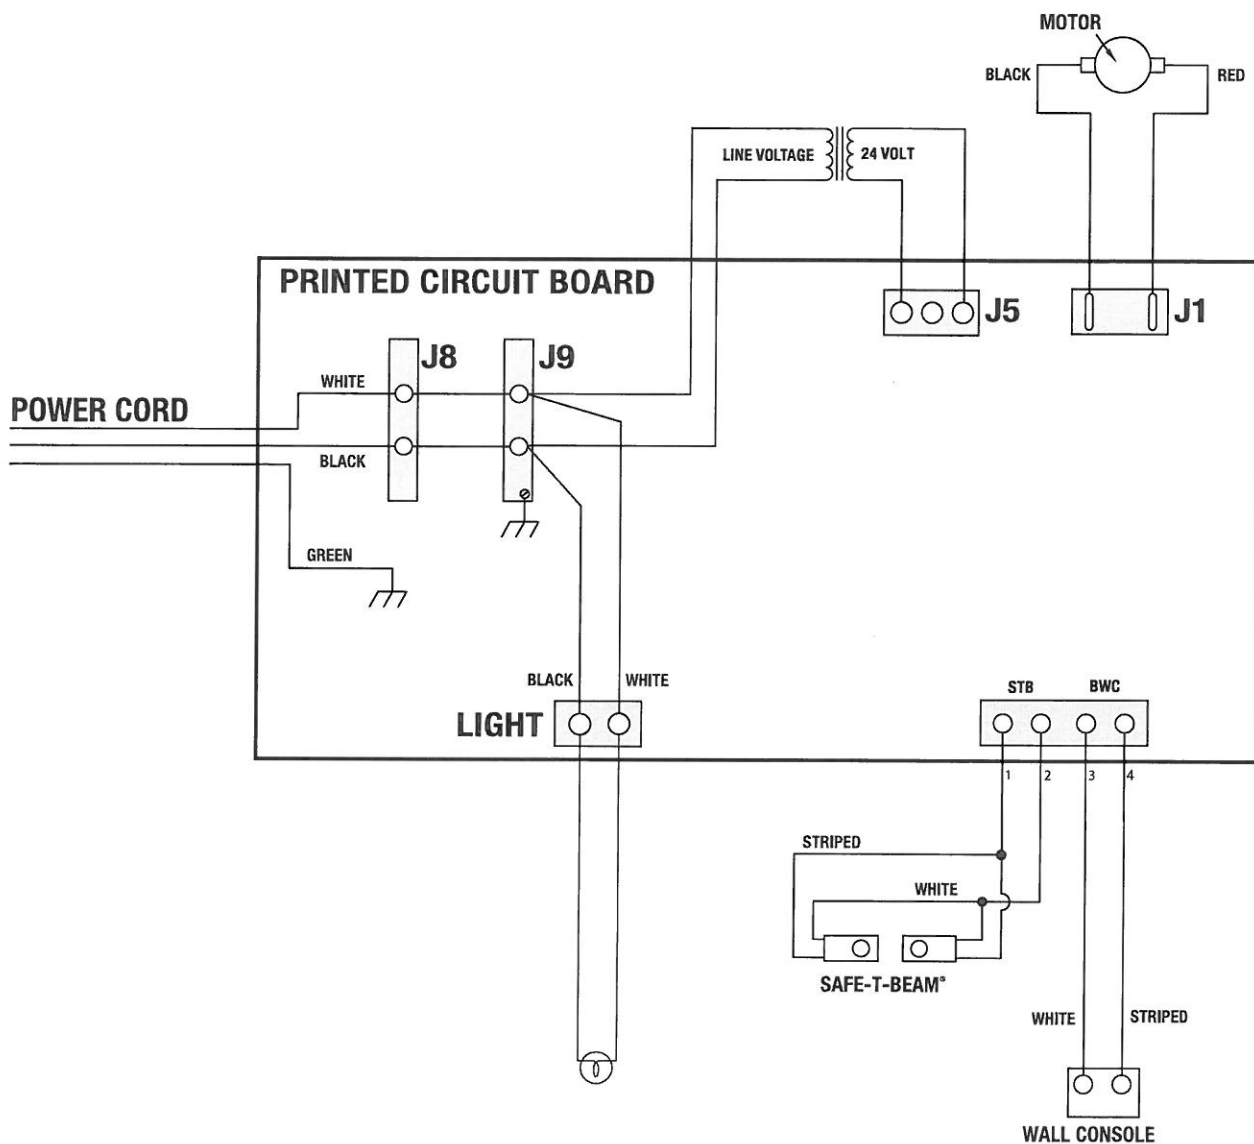 MOTOR
BLACK
RED
LINE VOLTAGE
24 VOLT
PRINTED CIRCUIT BOARD
J5
J1
J8
J9
WHITE
POWER CORD
BLACK
GREEN
BLACK
WHITE
STB
BWC
LIGHT
1
2
3
4
STRIPED
WHITE
SAFE-T-BEAM®
WHITE
STRIPED
WALL CONSOLE